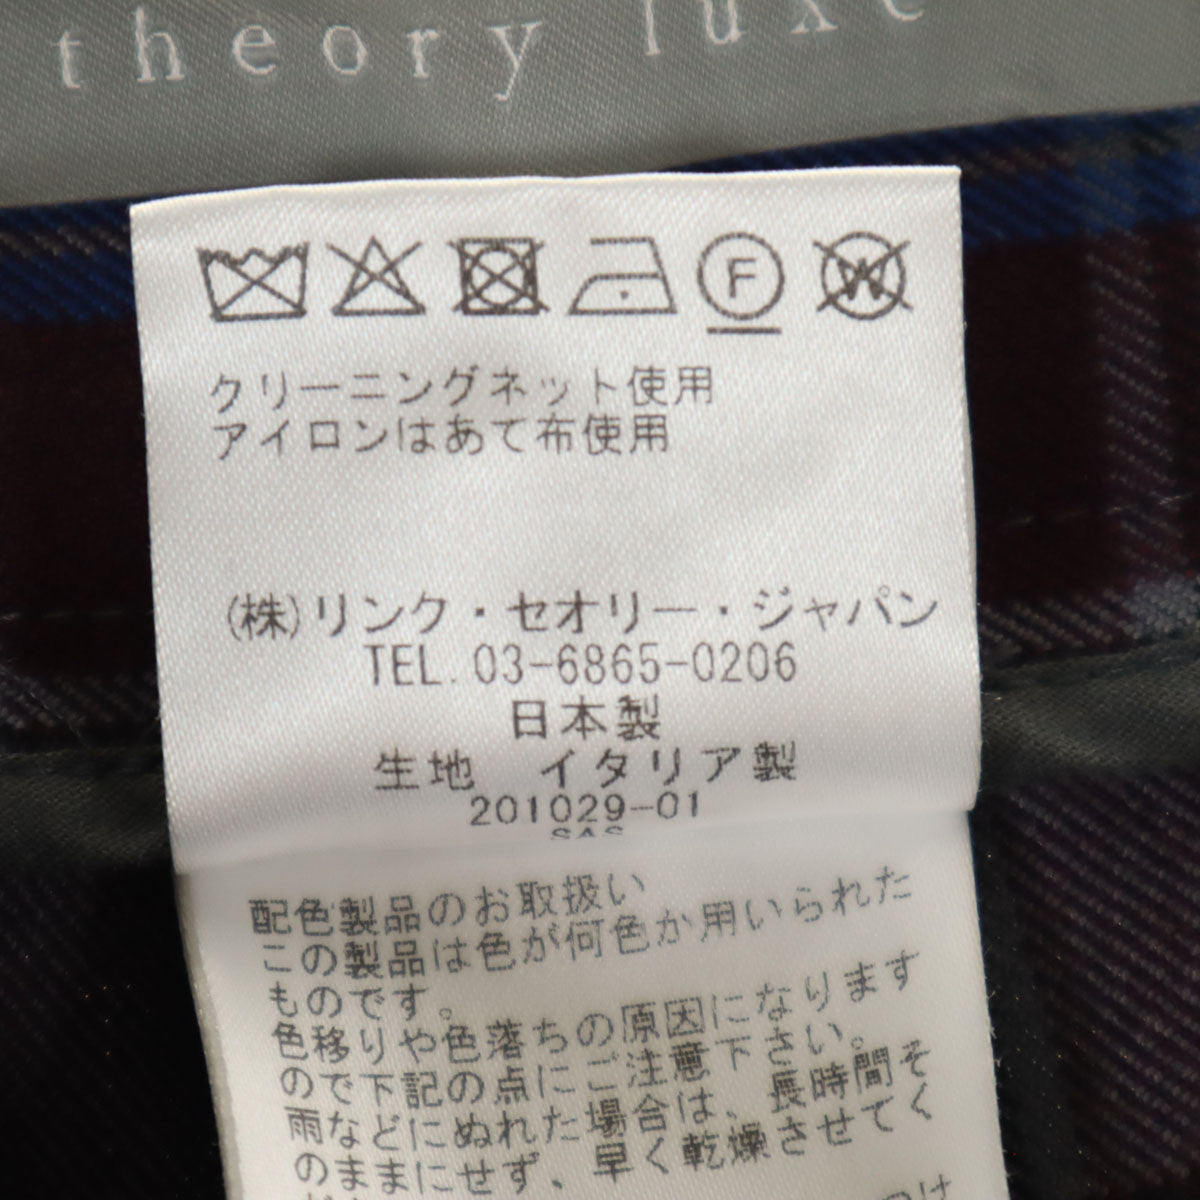 theory luxe
F
W
クリーニングネット使用
アイロンはあて布使用
(株)リンク・セオリー・ジャパン
TEL. 03-6865-0206
日本製
生地 イタリア製
201029-01
SAS
配色製品のお取扱い
この製品は色が何色か用いられた
ものです。
色移りや色落ちの原因になります
ので下記の点にご注意下さい。
雨などにぬれた場合は、長時間そ
のままにせず、早く乾燥させてく